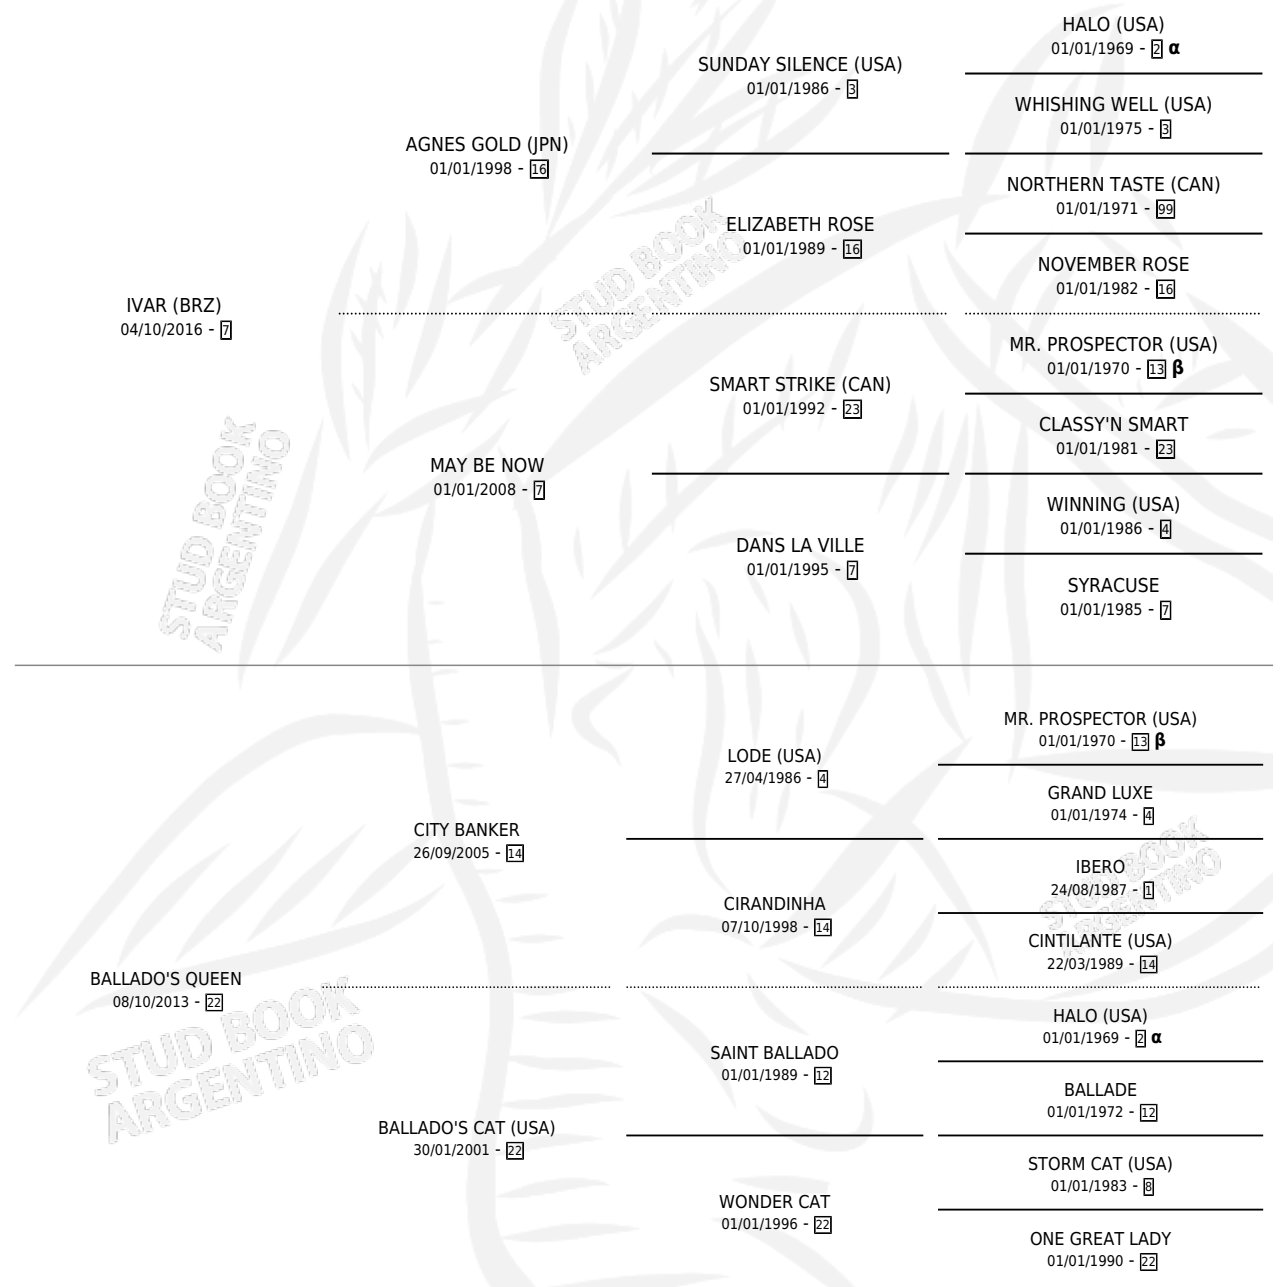 HALO (USA)
01/01/1969 - 2 α
SUNDAY SILENCE (USA)
01/01/1986 - 3
WHISHING WELL (USA)
01/01/1975 - 3
AGNES GOLD (JPN)
01/01/1998 - 16
NORTHERN TASTE (CAN)
01/01/1971 - 99
ELIZABETH ROSE
01/01/1989 - 16
NOVEMBER ROSE
01/01/1982 - 16
IVAR (BRZ)
04/10/2016 - 7
MR. PROSPECTOR (USA)
01/01/1970 - 13 β
SMART STRIKE (CAN)
01/01/1992 - 23
CLASSY'N SMART
01/01/1981 - 23
MAY BE NOW
01/01/2008 - 7
WINNING (USA)
01/01/1986 - 4
DANS LA VILLE
01/01/1995 - 7
SYRACUSE
01/01/1985 - 7
MR. PROSPECTOR (USA)
01/01/1970 - 13 β
LODE (USA)
27/04/1986 - 4
GRAND LUXE
01/01/1974 - 4
CITY BANKER
26/09/2005 - 14
IBERO
24/08/1987 - 1
CIRANDINHA
07/10/1998 - 14
CINTILANTE (USA)
22/03/1989 - 14
BALLADO'S QUEEN
08/10/2013 - 22
HALO (USA)
01/01/1969 - 2 α
SAINT BALLADO
01/01/1989 - 12
BALLADE
01/01/1972 - 12
BALLADO'S CAT (USA)
30/01/2001 - 22
STORM CAT (USA)
01/01/1983 - 8
WONDER CAT
01/01/1996 - 22
ONE GREAT LADY
01/01/1990 - 22
STUD BOOK
ARGENTINO
STUD BOOK
ARGENTINO
STUD BOOK
ARGENTINO
STUD BOOK
ARGENTINO